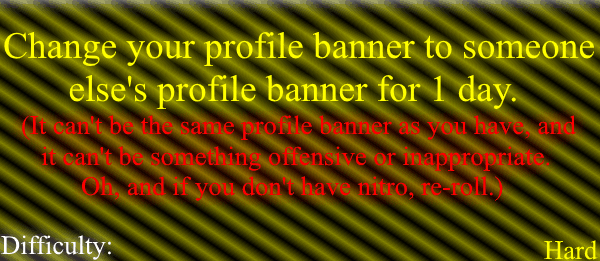 Change your profile banner to someone
else's profile banner for 1 day.
(It can't be the same profile banner as you have, and
it can't be something offensive or inappropriate.
Oh, and if you don't have nitro, re-roll.)
Difficulty:
Hard